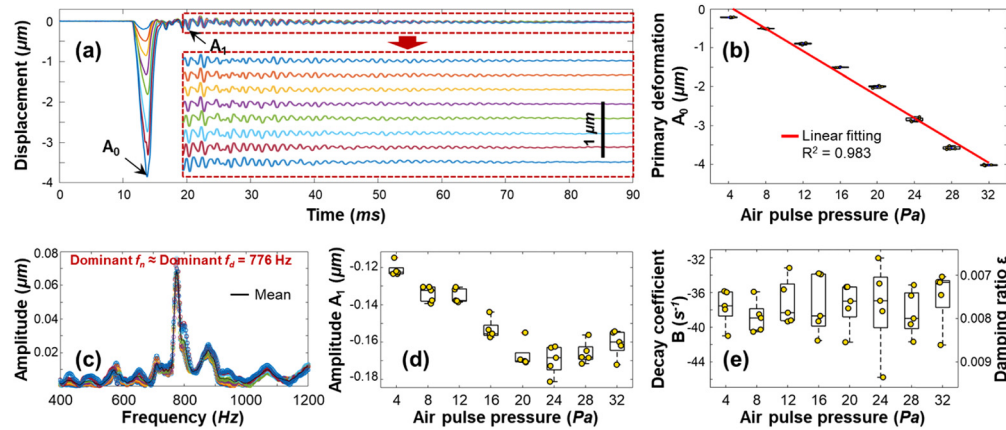 0
-1
-2
-3
-4
Displacement (μm)
(a)
A₁
A₀
1 μm
0 10 20 30 40 50 60 70 80 90
Time (ms)
0
-1
-2
-3
-4
Primary deformation
A₀ (μm)
(b)
Linear fitting
R² = 0.983
4 8 12 16 20 24 28 32
Air pulse pressure (Pa)
0.08
0.06
0.04
0.02
0
Amplitude (μm)
Dominant fₙ ≈ Dominant f_d = 776 Hz
Mean
(c)
400 600 800 1000 1200
Frequency (Hz)
-0.12
-0.14
-0.16
-0.18
Amplitude A₁ (μm)
(d)
4 8 12 16 20 24 28 32
Air pulse pressure (Pa)
-36
-38
-40
-44
Decay coefficient
B (s⁻¹)
(e)
0.007
0.008
0.009
Damping ratio ε
4 8 12 16 20 24 28 32
Air pulse pressure (Pa)